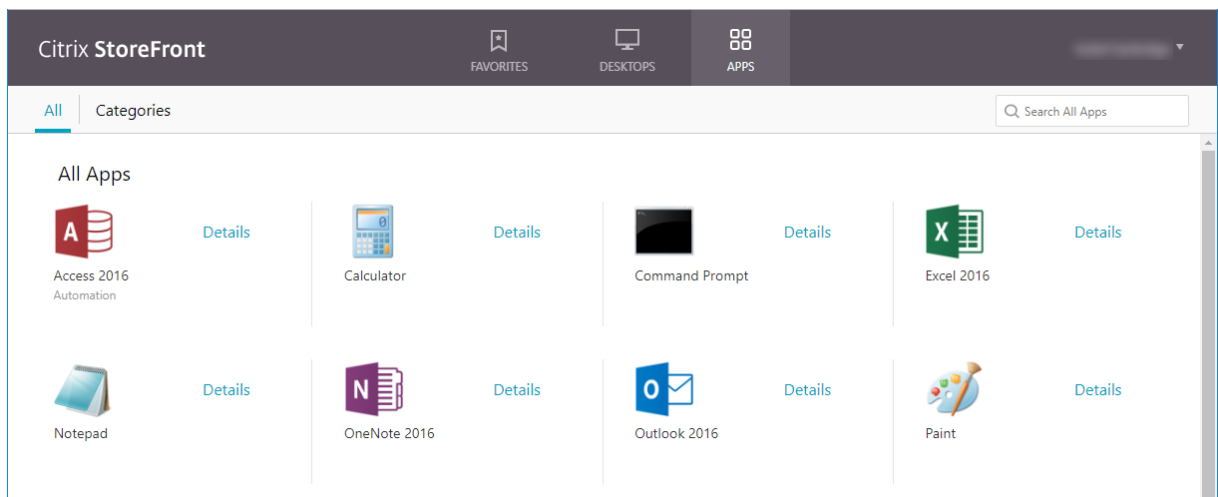 Citrix StoreFront
FAVORITES
DESKTOPS
APPS
All
Categories
Search All Apps
All Apps
Details
Details
Details
Details
Access 2016
Calculator
Command Prompt
Excel 2016
Automation
Details
Details
Details
Details
Notepad
OneNote 2016
Outlook 2016
Paint